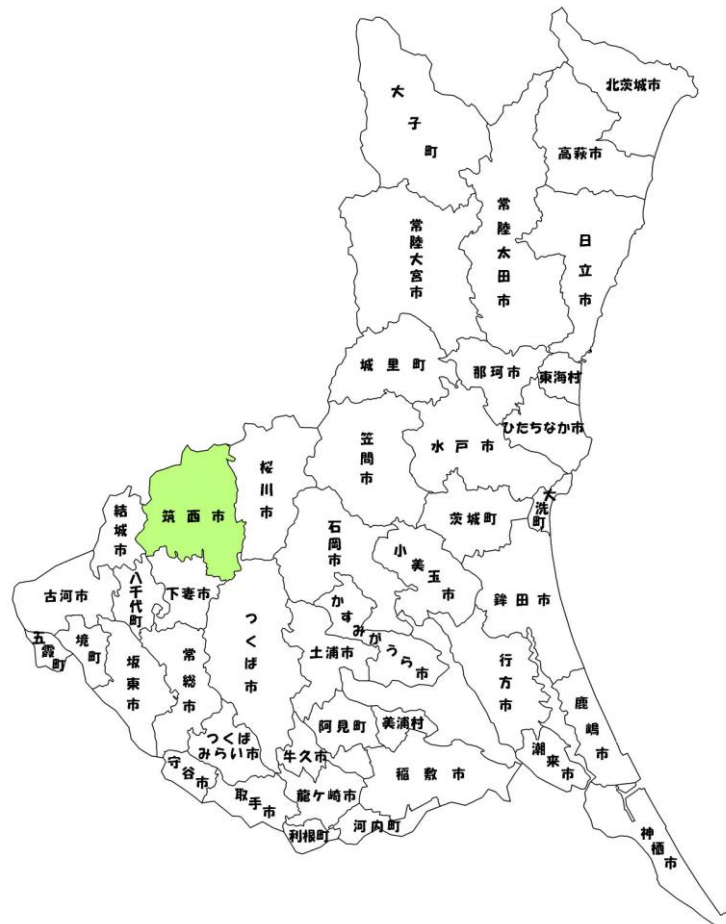 北茨城市
大子町
高萩市
常陸太田市
常陸大宮市
日立市
城里町
那珂市
東海村
ひたちなか市
笠間市
水戸市
桜川市
筑西市
結城市
大洗町
茨城町
石岡市
小美玉市
鉾田市
八千代町
下妻市
古河市
かすみがうら市
つくば市
五霞町
境町
坂東市
常総市
土浦市
行方市
鹿嶋市
阿見町
美浦村
つくば
みらい市
牛久市
潮来市
守谷市
稲敷市
取手市
龍ケ崎市
利根町
河内町
神栖市